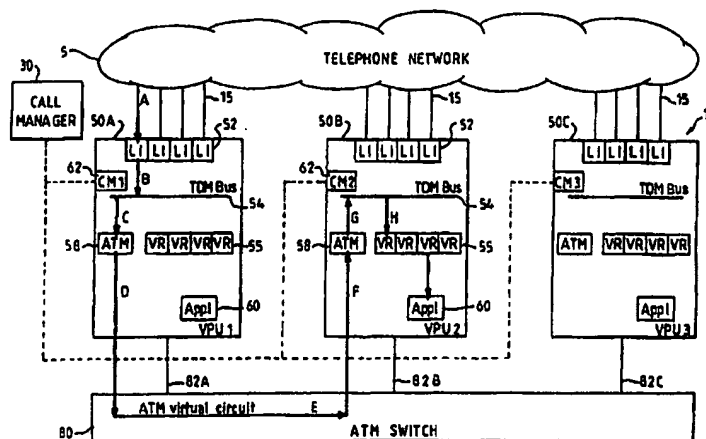 TELEPHONE NETWORK
5
30
CALL
MANAGER
A
15
15
15
50A
50B
50C
LI LI LI LI
52
LI LI LI LI
52
LI LI LI LI
62
CM1
B
TDM Bus
54
62
CM2
TDM Bus
54
CM3
TDM Bus
C
G
H
58
ATM
VR VR VR VR
55
58
ATM
VR VR VR VR
55
ATM
VR VR VR VR
D
F
Appl
60
Appl
60
Appl
VPU 1
VPU 2
VPU 3
82A
82B
82C
ATM virtual circuit
E
80
ATM SWITCH